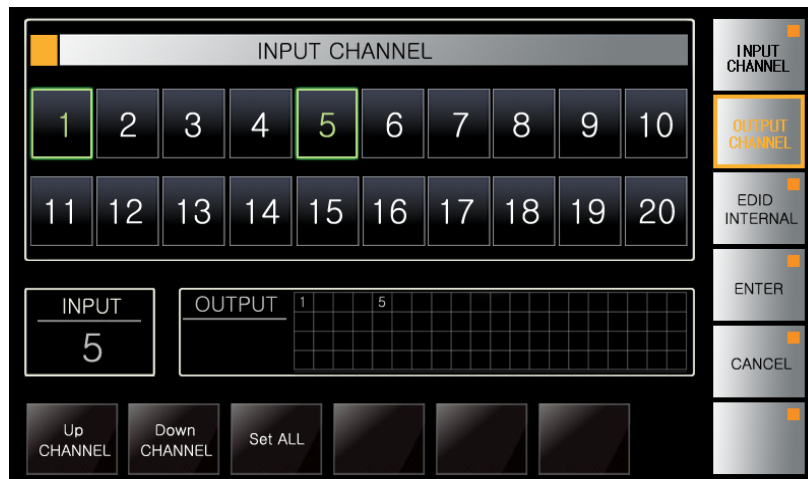 INPUT CHANNEL
1 2 3 4 5 6 7 8 9 10
11 12 13 14 15 16 17 18 19 20
INPUT
5
OUTPUT
1 5
Up
CHANNEL
Down
CHANNEL
Set ALL
INPUT
CHANNEL
OUTPUT
CHANNEL
EDID
INTERNAL
ENTER
CANCEL